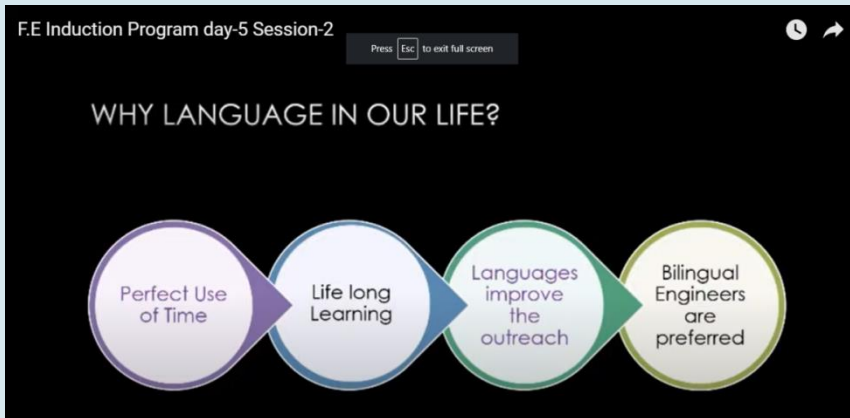 F.E Induction Program day-5 Session-2
Press Esc to exit full screen
WHY LANGUAGE IN OUR LIFE?
Perfect Use
of Time
Life long
Learning
Languages
improve
the
outreach
Bilingual
Engineers
are
preferred